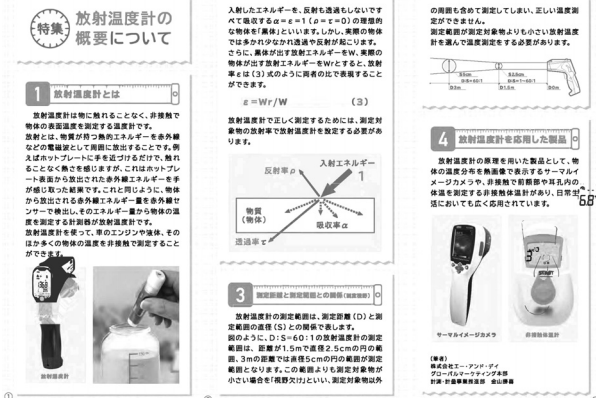 特集
放射温度計の
概要について
1 放射温度計とは
放射温度計は物に触れることなく、非接触で
物体の表面温度を測定する温度計です。
放射とは、物質が持つ熱的エネルギーを赤外線
などの電磁波として周囲に放出することです。例
えばホットプレートに手を近づけるだけで、触れ
ることなく熱さを感じますが、これはホットプレ
ート表面から放出された赤外線エネルギーを手
が感じ取った結果です。これと同じように、物体
から放出される赤外線エネルギー量を赤外線セ
ンサーで検出し、そのエネルギー量から物体の温
度を測定する計測器が放射温度計です。
放射温度計を使って、車のエンジンや液体、その
ほか多くの物体の温度を非接触で測定すること
ができます。
放射温度計
入射したエネルギーを、反射も透過もしないです
べて吸収するα=ε=1(ρ=τ=0)の理想的
な物体を「黒体」といいます。しかし、実際の物体
では多かれ少なかれ透過や反射が起こります。
さらに、黒体が出す放射エネルギーをW、実際の
物体が出す放射エネルギーをWrとすると、放射
率εは(3)式のように両者の比で表現すること
ができます。
ε=Wr/W (3)
放射温度計で正しく測定するためには、測定対
象物の放射率で放射温度計を設定する必要があ
ります。
入射エネルギー
1
反射率ρ
物質
(物体)
吸収率α
透過率τ
3 測定距離と測定範囲との関係(視野範囲)
放射温度計の測定範囲は、測定距離(D)と測
定範囲の直径(S)との関係で表します。
図のように、D:S=60:1の放射温度計の測定
範囲は、距離が1.5mで直径2.5cmの円の範
囲、3mの距離では直径5cmの円の範囲が測定
範囲となります。この範囲よりも測定対象物が
小さい場合を「視野欠け」といい、測定対象物以外
の周囲も含めて測定してしまい、正しい温度測
定ができません。
測定範囲が測定対象物よりも小さい放射温度
計を選んで温度測定をする必要があります。
S:5cm
S:2.5cm
D:S=60:1
D:S=60:1
D:3m
D:1.5m
D:0m
4 放射温度計を応用した製品
放射温度計の原理を用いた製品として、物
体の温度分布を熱画像で表示するサーマルイ
メージカメラや、非接触で前額部や耳孔内の
体温を測定する非接触体温計があり、日常生
活においても広く応用されています。
サーマルイメージカメラ
非接触体温計
(筆者)
株式会社エー・アンド・デイ
グローバルマーケティング本部
計測・計量事業推進部 金山博嗣